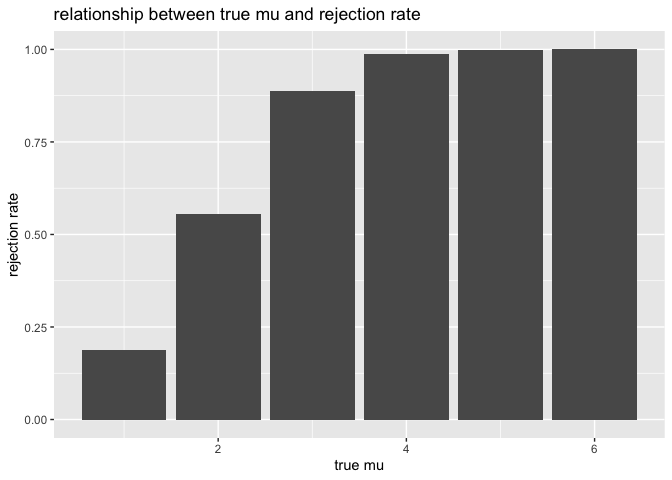 relationship between true mu and rejection rate
1.00
0.75
0.50
0.25
0.00
rejection rate
2 4 6
true mu